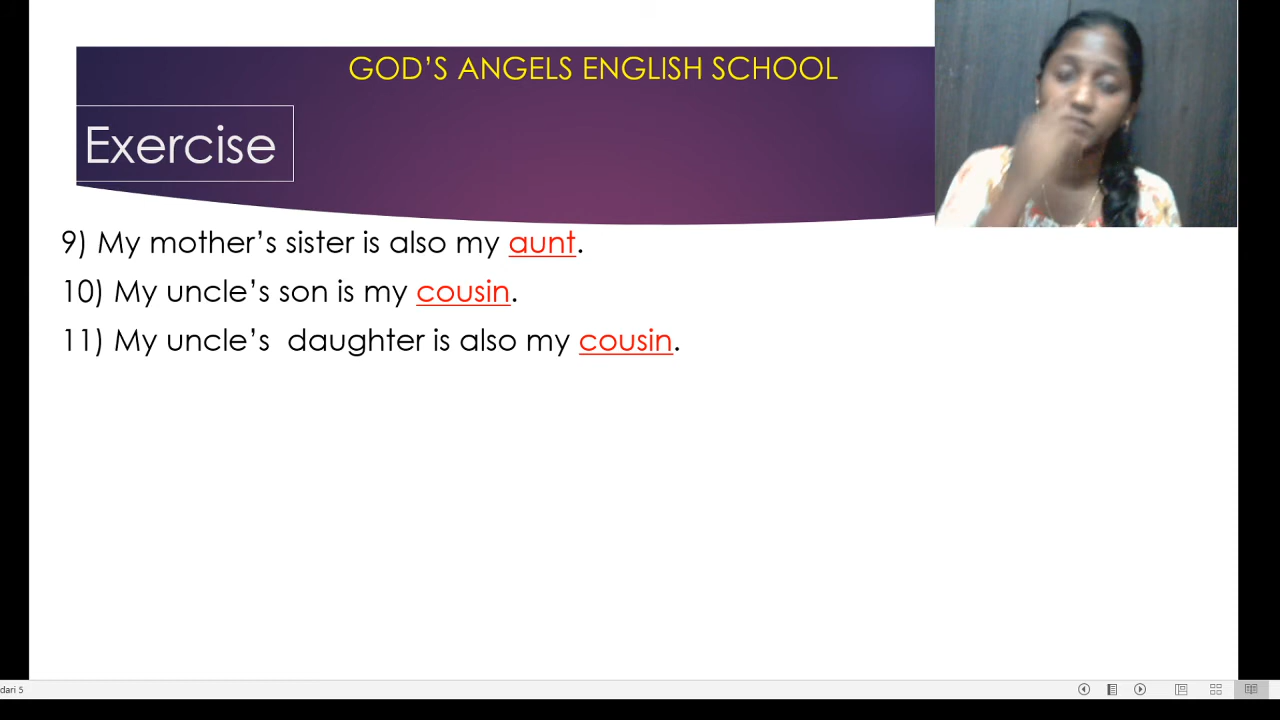 GOD’S ANGELS ENGLISH SCHOOL
Exercise
9) My mother’s sister is also my aunt.
10) My uncle’s son is my cousin.
11) My uncle’s  daughter is also my cousin.
dari 5